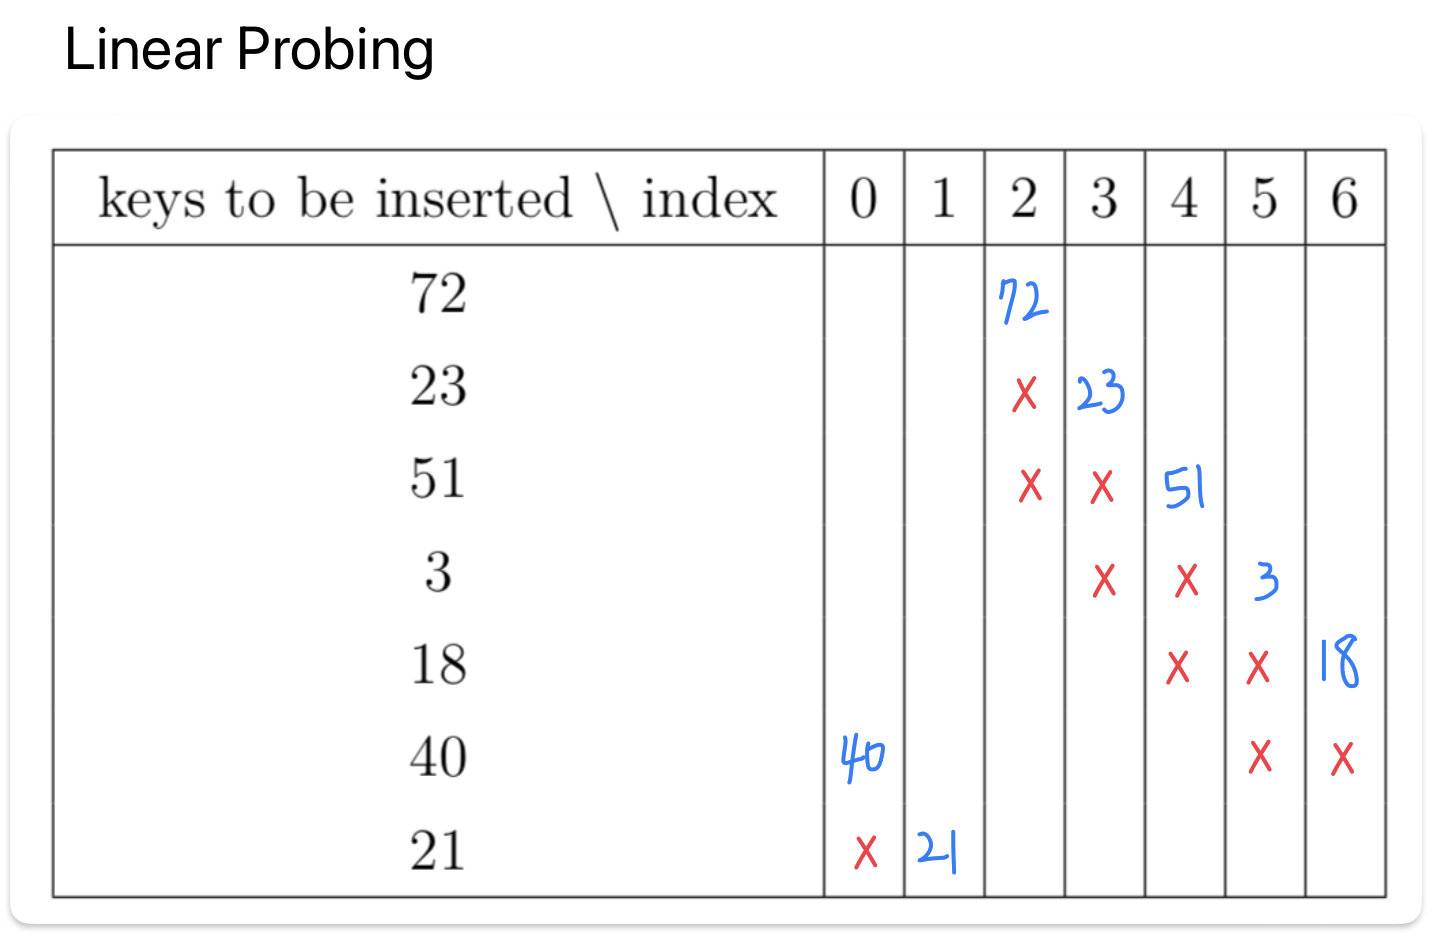 Linear Probing
keys to be inserted \ index 0 1 2 3 4 5 6
72 72
23 X 23
51 X X 51
3 X X 3
18 X X 18
40 40 X X
21 X 21